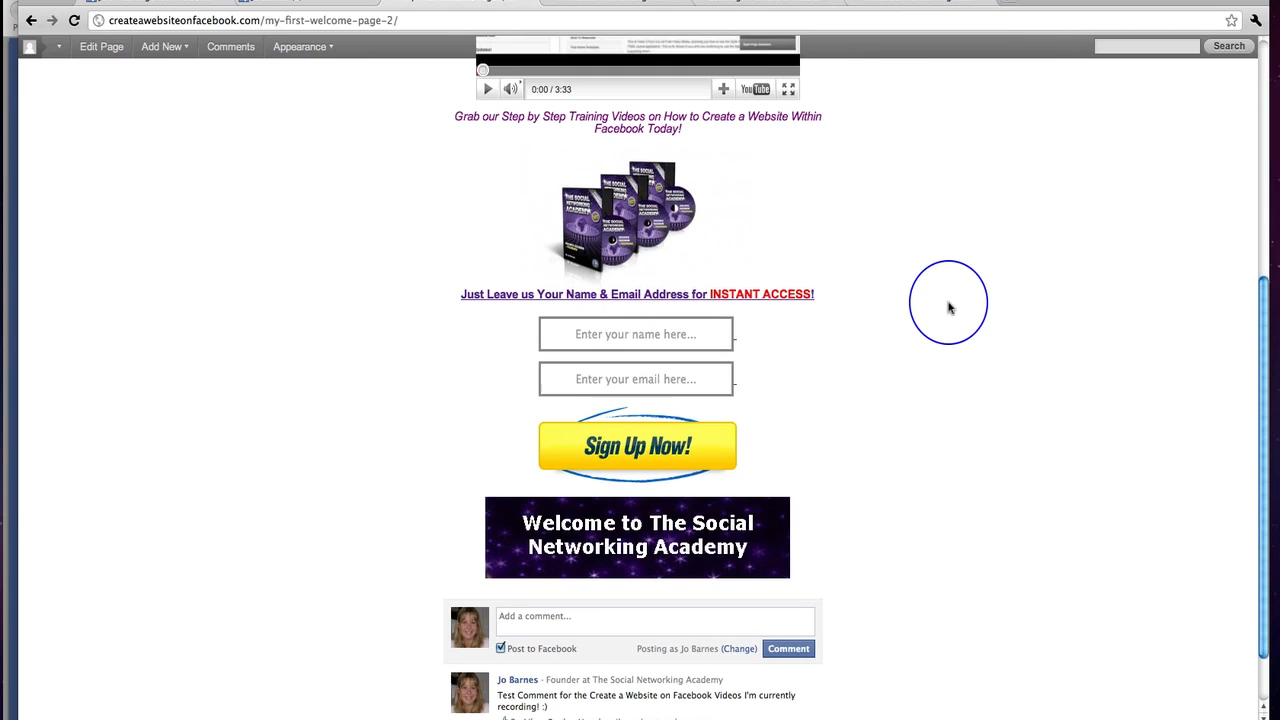 createawebsiteonfacebook.com/my-first-welcome-page-2/
Edit Page Add New Comments Appearance Search
0:00 / 3:33 YouTube
Grab our Step by Step Training Videos on How to Create a Website Within
Facebook Today!
THE SOCIAL
NETWORKING
ACADEMY
Just Leave us Your Name & Email Address for INSTANT ACCESS!
Enter your name here...
Enter your email here...
Sign Up Now!
Welcome to The Social
Networking Academy
Add a comment...
Post to Facebook Posting as Jo Barnes (Change) Comment
Jo Barnes - Founder at The Social Networking Academy
Test Comment for the Create a Website on Facebook Videos I'm currently
recording! :)